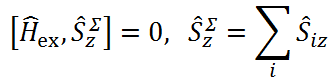 [Ĥ_ex, Ŝ_z^Σ] = 0, Ŝ_z^Σ = ∑_i Ŝ_iz